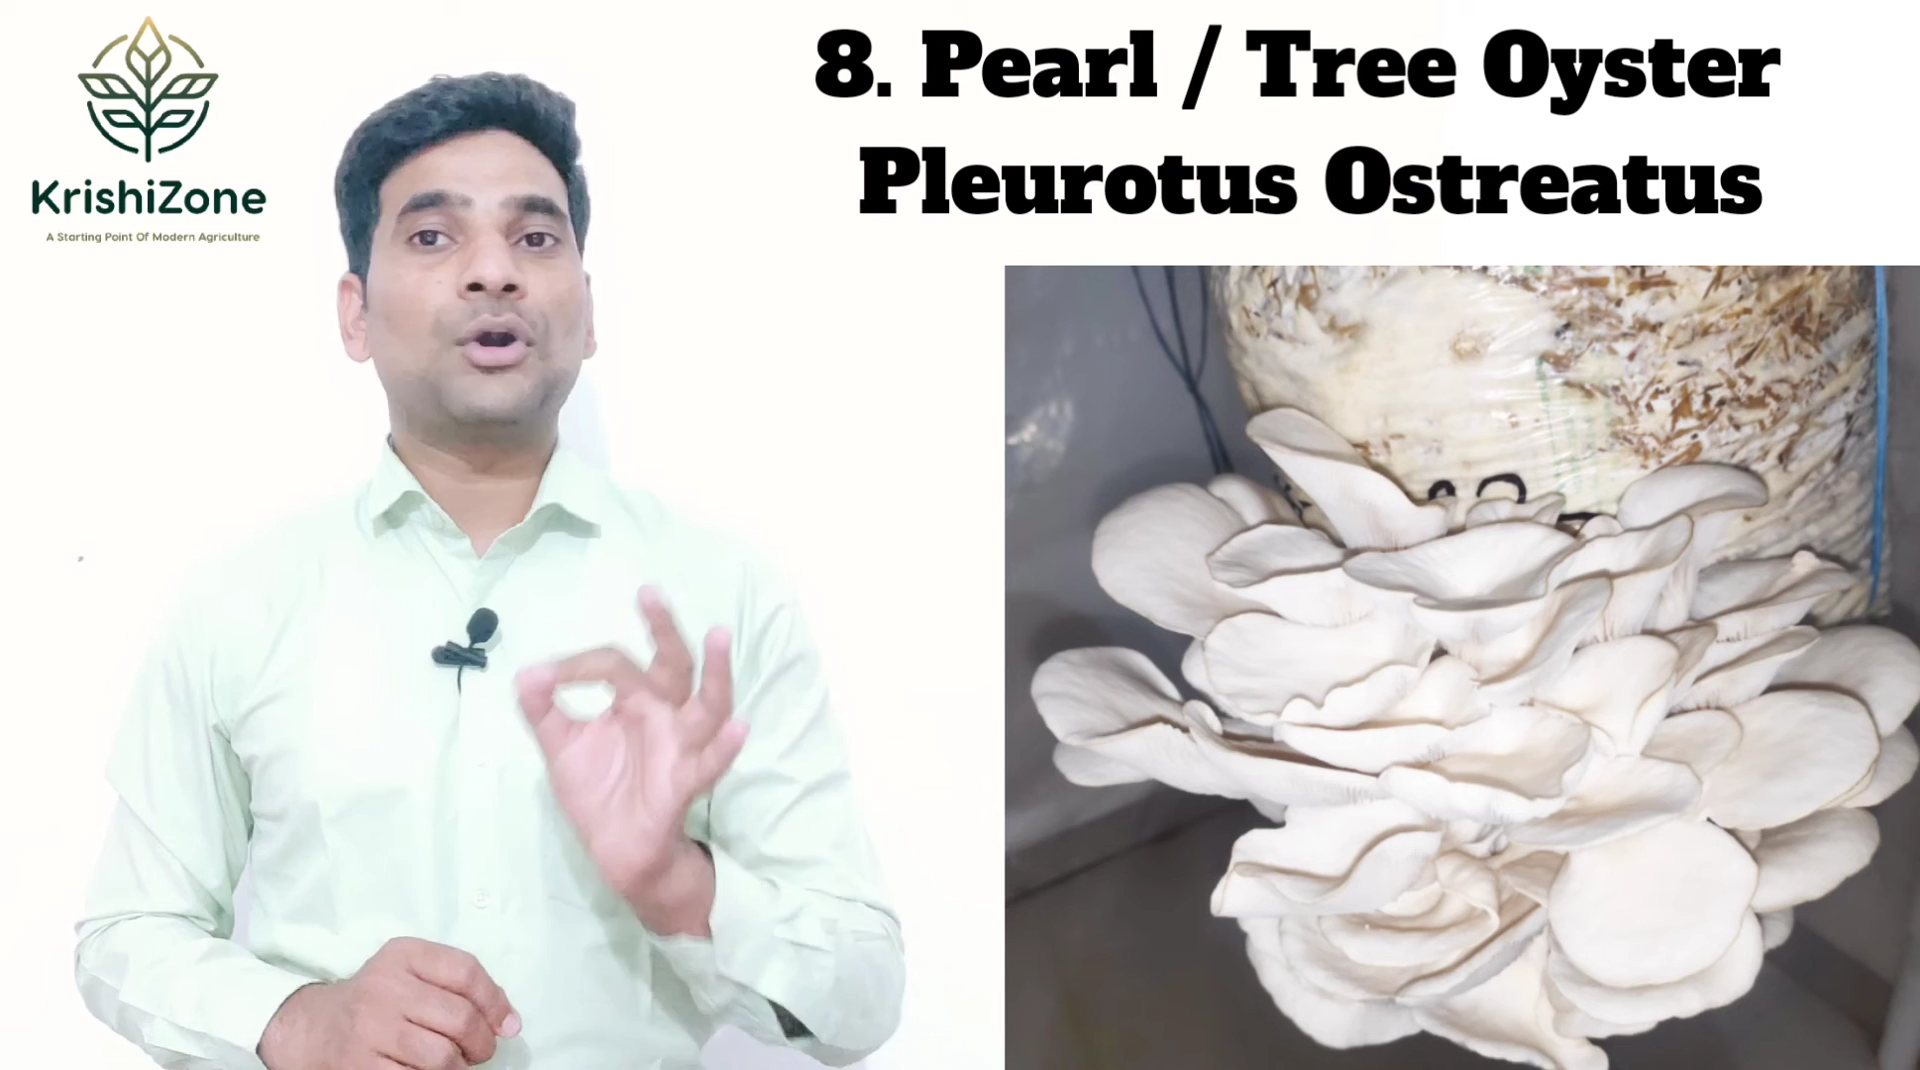 8. Pearl / Tree Oyster
Pleurotus Ostreatus
KrishiZone
A Starting Point Of Modern Agriculture